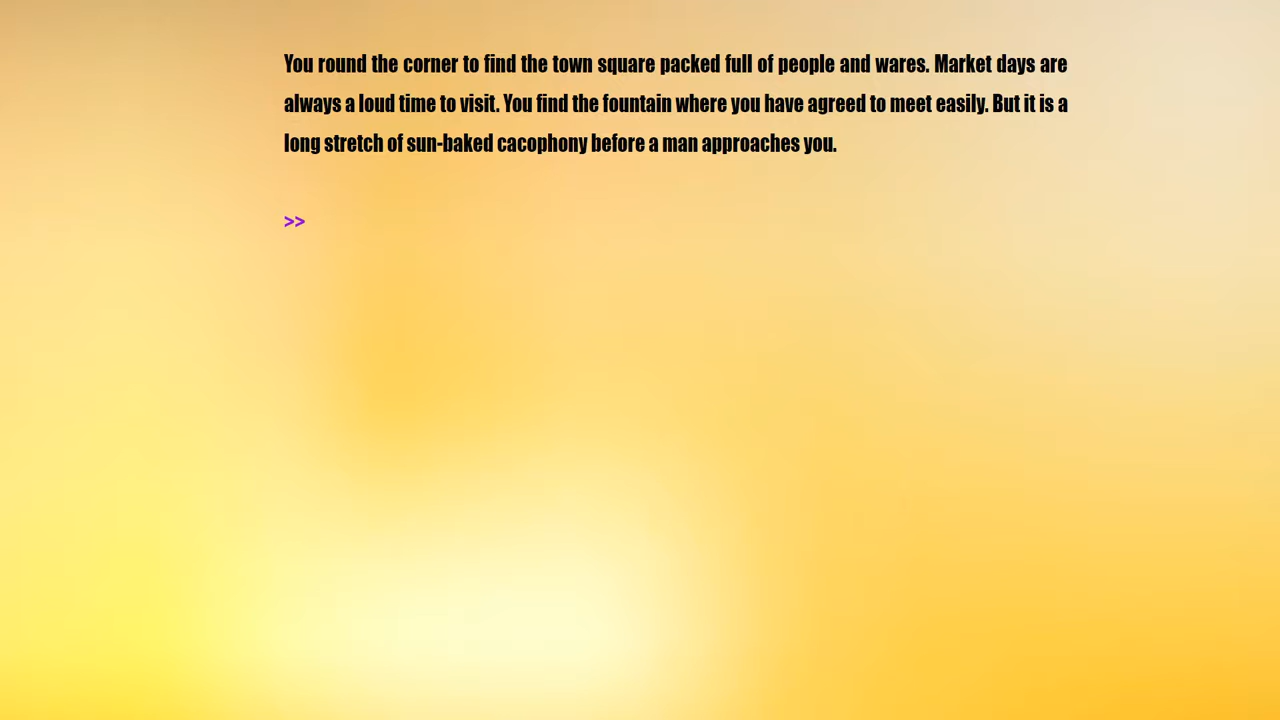 You round the corner to find the town square packed full of people and wares. Market days are
always a loud time to visit. You find the fountain where you have agreed to meet easily. But it is a
long stretch of sun-baked cacophony before a man approaches you.
>>